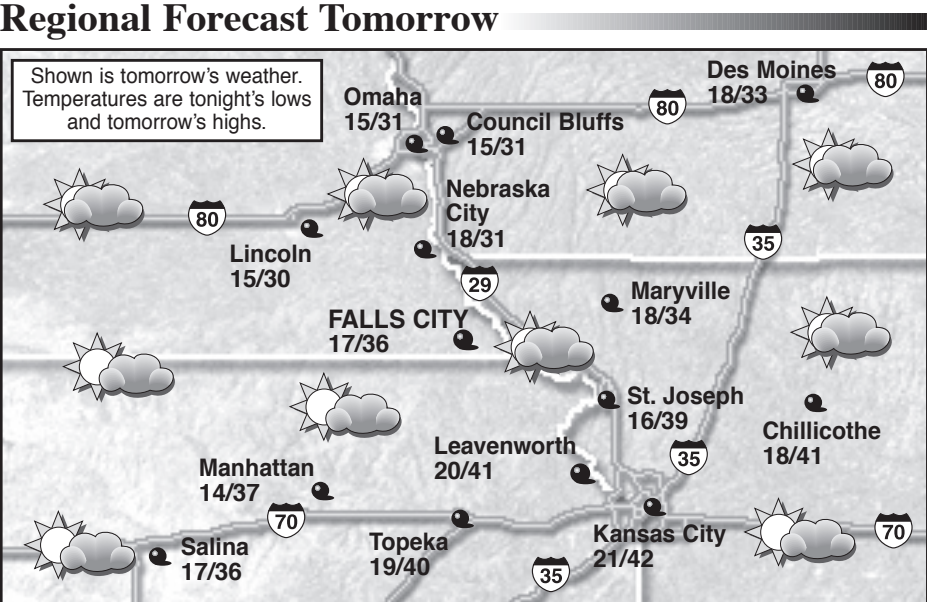 Regional Forecast Tomorrow
Shown is tomorrow's weather.
Temperatures are tonight's lows
and tomorrow's highs.
Des Moines
18/33
80
Omaha
15/31
80
Council Bluffs
15/31
Nebraska
City
18/31
80
Lincoln
15/30
35
29
Maryville
18/34
FALLS CITY
17/36
St. Joseph
16/39
Chillicothe
18/41
Leavenworth
20/41
35
Manhattan
14/37
70
Topeka
19/40
Kansas City
21/42
70
Salina
17/36
35